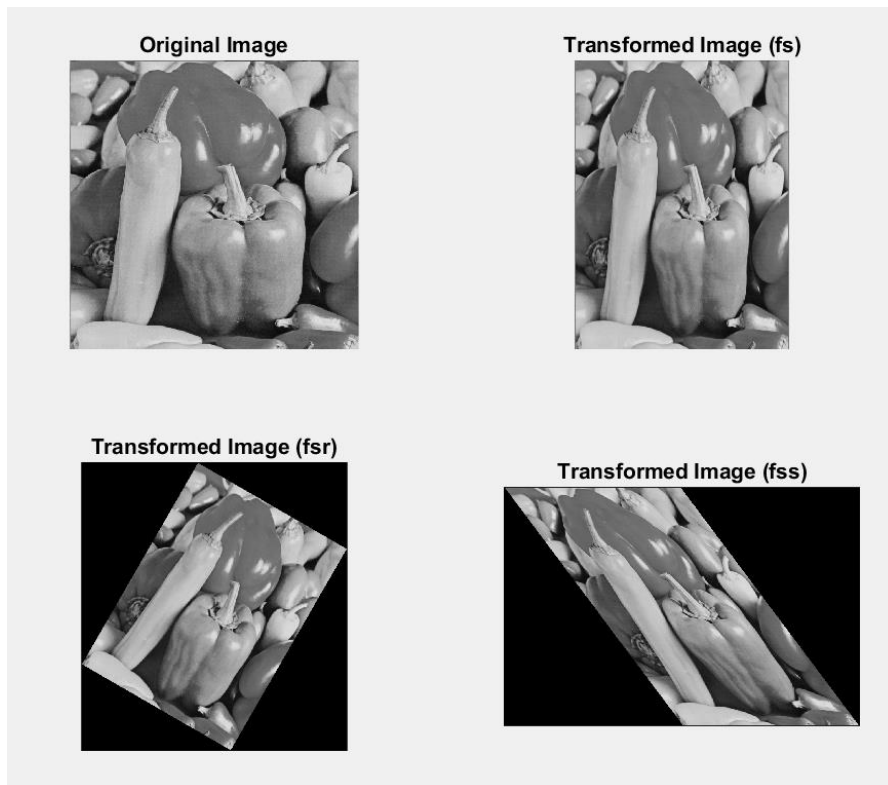 Original Image
Transformed Image (fs)
Transformed Image (fsr)
Transformed Image (fss)